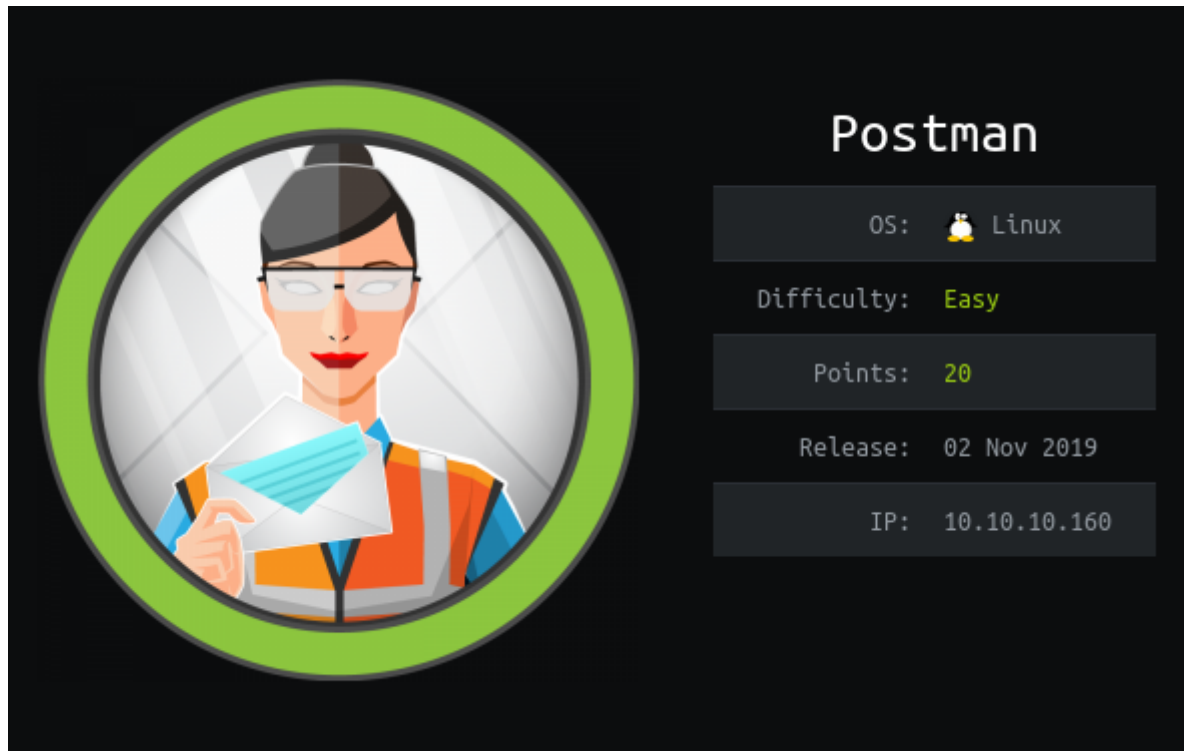 Postman
OS: Linux
Difficulty: Easy
Points: 20
Release: 02 Nov 2019
IP: 10.10.10.160